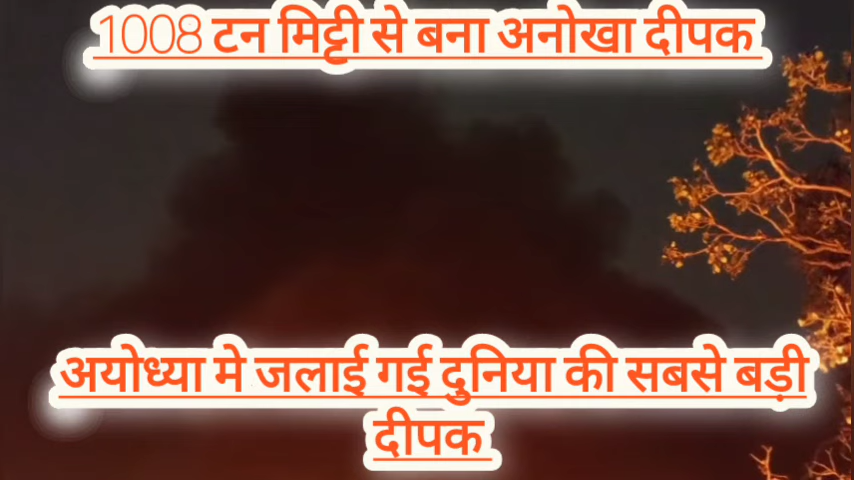 1008 टन मिट्टी से बना अनोखा दीपक
अयोध्या मे जलाई गई दुनिया की सबसे बड़ी
दीपक